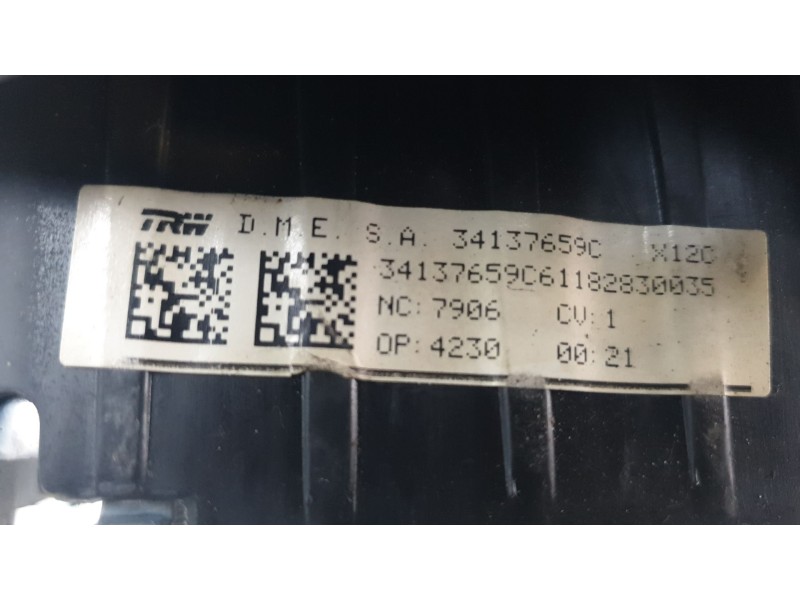 TRW D.M.E. S.A. 34137659C X12C
34137659C61182830035
NC:7906 CV:1
OP:4230 00:21